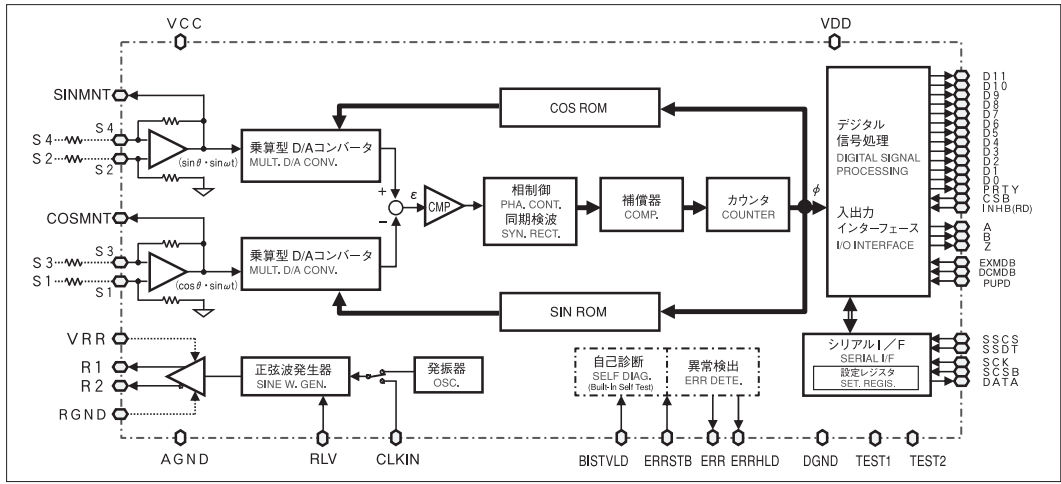 VCC
VDD
SINMNT
S4
S4
S2
S2
(sinθ・sinωt)
乗算型 D/Aコンバータ
MULT. D/A CONV.
COS ROM
COSMNT
S3
S3
S1
S1
(cosθ・sinωt)
乗算型 D/Aコンバータ
MULT. D/A CONV.
SIN ROM
+
−
ε
CMP
相制御
PHA. CONT.
同期検波
SYN. RECT.
補償器
COMP.
カウンタ
COUNTER
φ
デジタル
信号処理
DIGITAL SIGNAL
PROCESSING
入出力
インターフェース
I/O INTERFACE
D11
D10
D9
D8
D7
D6
D5
D4
D3
D2
D1
D0
PRTY
CSB
INHB(RD)
A
B
Z
EXMDB
DCMDB
PUPD
シリアルI/F
SERIAL I/F
設定レジスタ
SET. REGIS.
SSCS
SSDT
SCK
SCSB
DATA
VRR
R1
R2
RGND
正弦波発生器
SINE W. GEN.
発振器
OSC.
自己診断
SELF DIAG.
(Built-In Self Test)
異常検出
ERR DETE.
AGND
RLV
CLKIN
BISTVLD
ERRSTB
ERR
ERRHLD
DGND
TEST1
TEST2